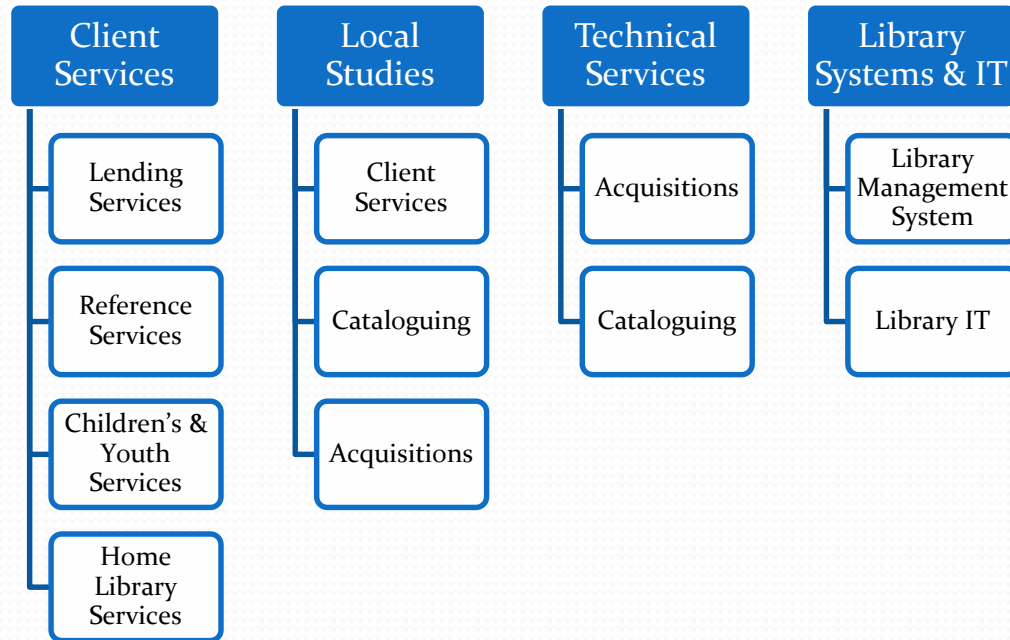 Client
Services
Lending
Services
Reference
Services
Children’s &
Youth
Services
Home
Library
Services
Local
Studies
Client
Services
Cataloguing
Acquisitions
Technical
Services
Acquisitions
Cataloguing
Library
Systems & IT
Library
Management
System
Library IT